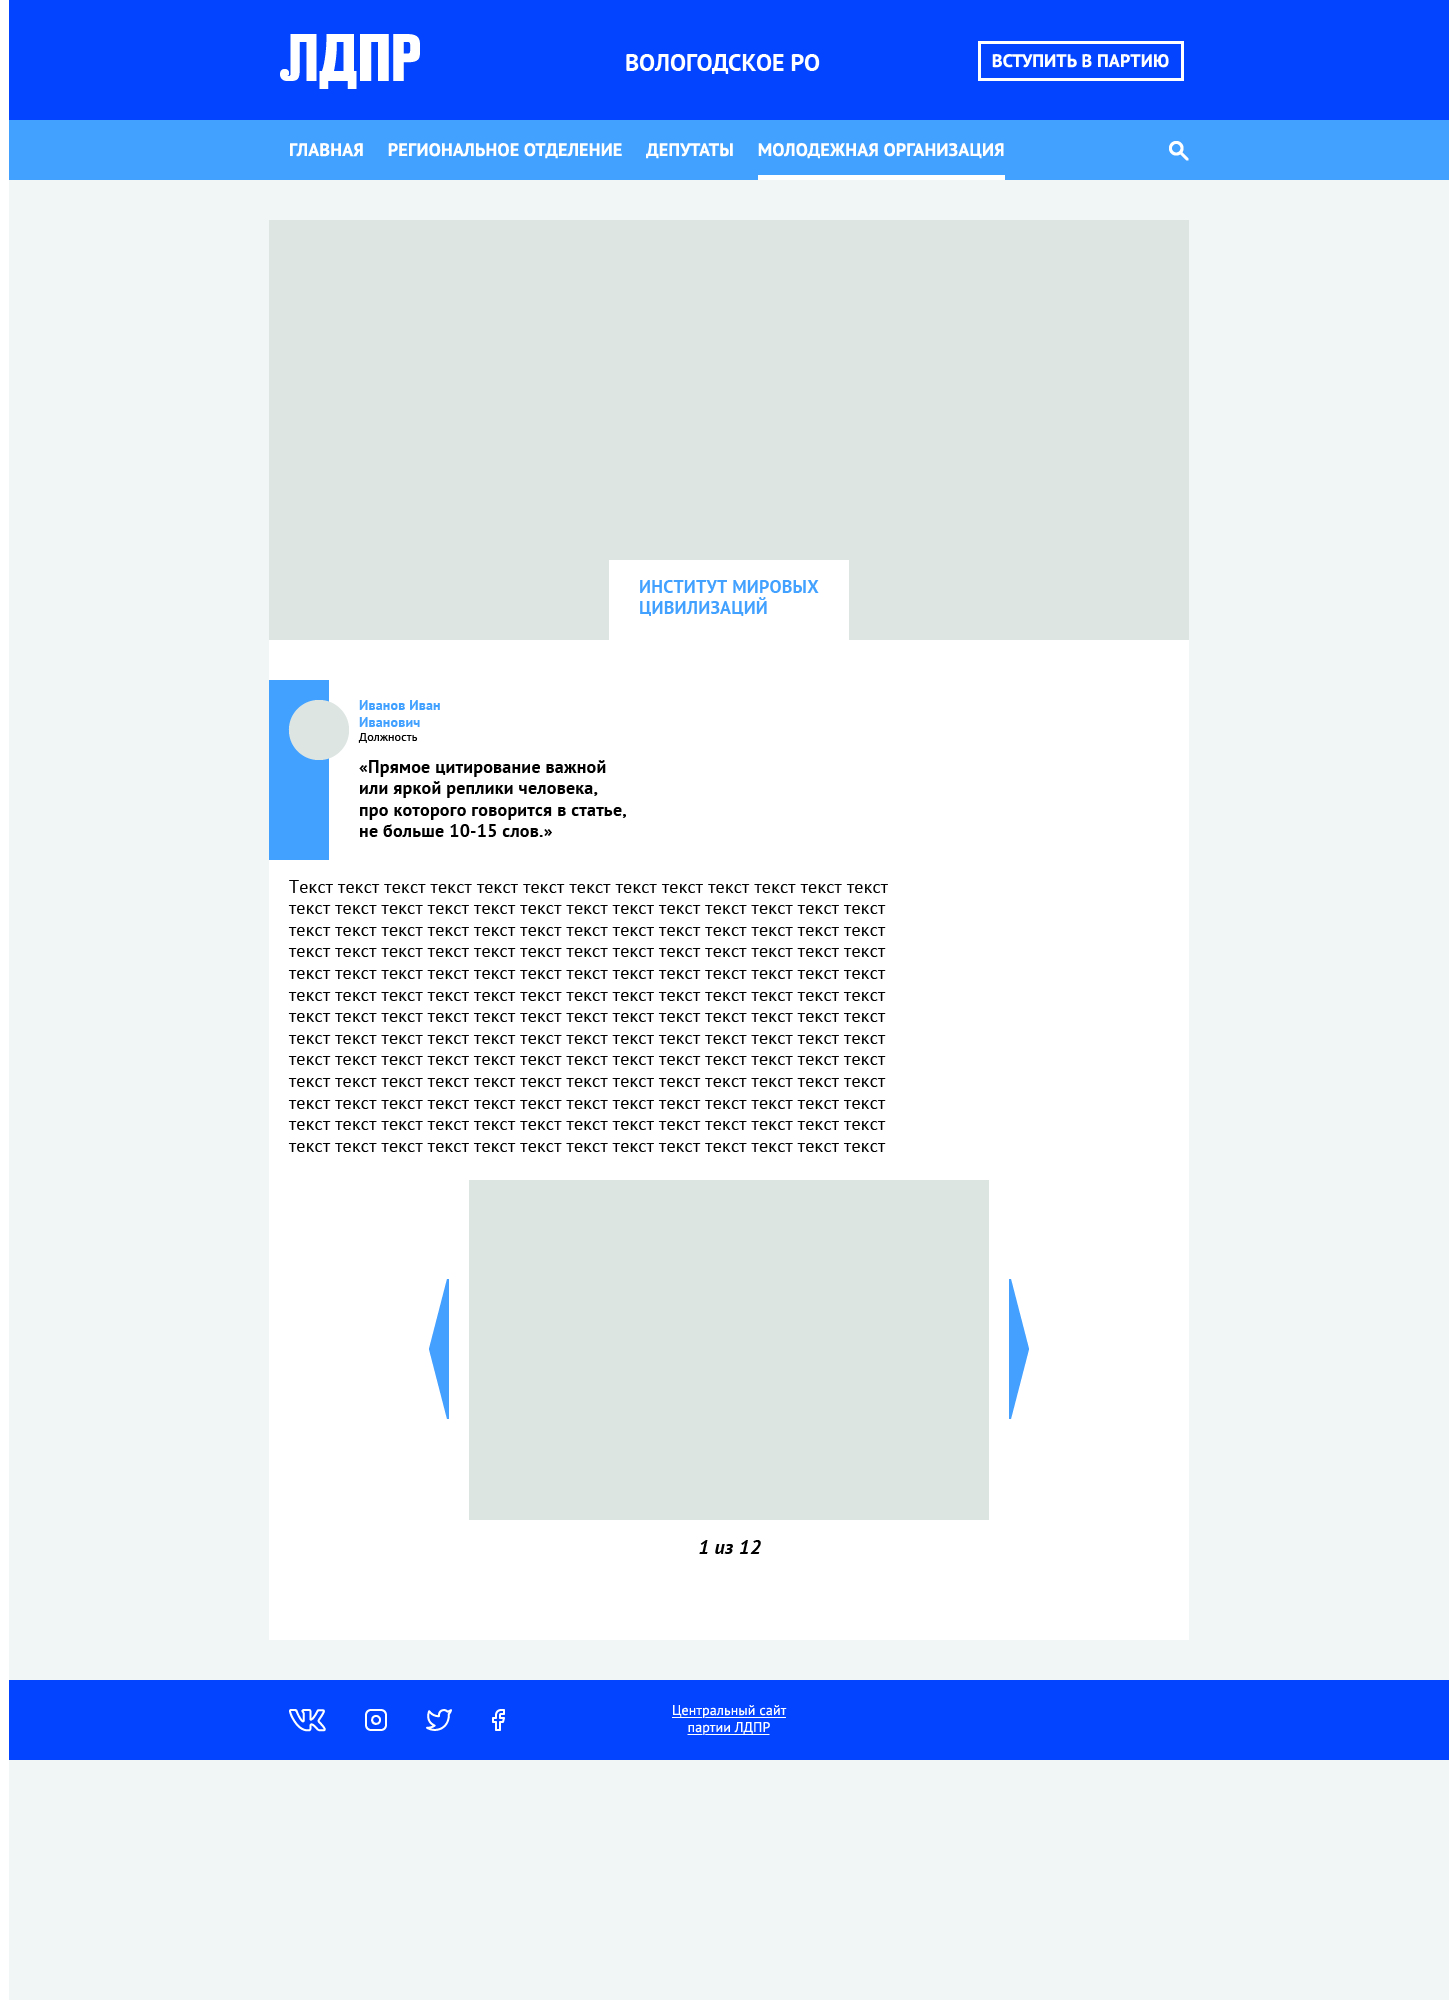 ЛДПР
ВОЛОГОДСКОЕ РО
ВСТУПИТЬ В ПАРТИЮ
ГЛАВНАЯ РЕГИОНАЛЬНОЕ ОТДЕЛЕНИЕ ДЕПУТАТЫ МОЛОДЕЖНАЯ ОРГАНИЗАЦИЯ
ИНСТИТУТ МИРОВЫХ
ЦИВИЛИЗАЦИЙ
Иванов Иван
Иванович
Должность
«Прямое цитирование важной
или яркой реплики человека,
про которого говорится в статье,
не больше 10-15 слов.»
Текст текст текст текст текст текст текст текст текст текст текст текст текст
текст текст текст текст текст текст текст текст текст текст текст текст текст
текст текст текст текст текст текст текст текст текст текст текст текст текст
текст текст текст текст текст текст текст текст текст текст текст текст текст
текст текст текст текст текст текст текст текст текст текст текст текст текст
текст текст текст текст текст текст текст текст текст текст текст текст текст
текст текст текст текст текст текст текст текст текст текст текст текст текст
текст текст текст текст текст текст текст текст текст текст текст текст текст
текст текст текст текст текст текст текст текст текст текст текст текст текст
текст текст текст текст текст текст текст текст текст текст текст текст текст
текст текст текст текст текст текст текст текст текст текст текст текст текст
текст текст текст текст текст текст текст текст текст текст текст текст текст
текст текст текст текст текст текст текст текст текст текст текст текст текст
1 из 12
Центральный сайт
партии ЛДПР